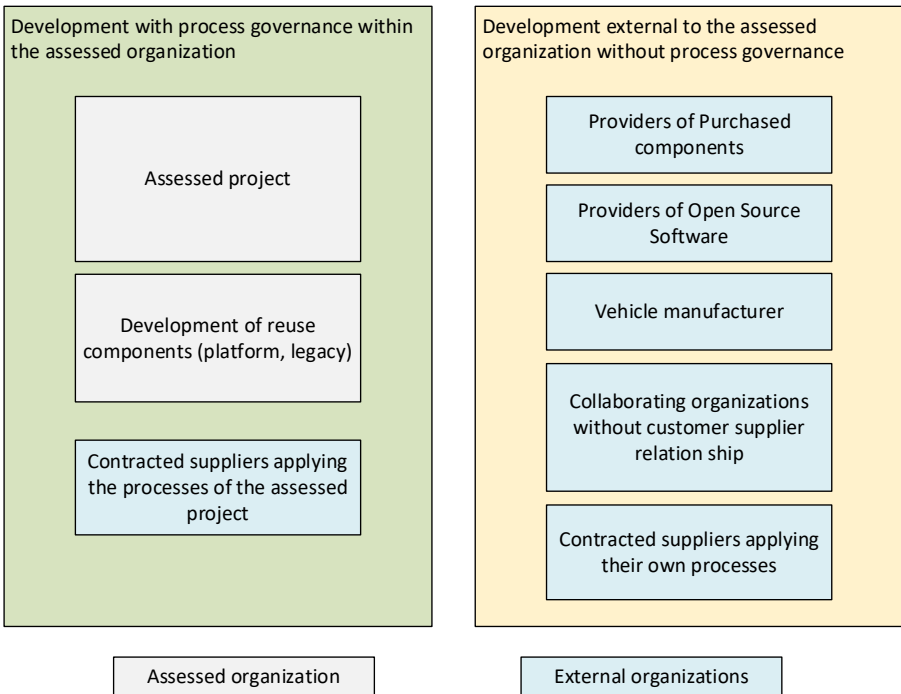 Development with process governance within
the assessed organization
Assessed project
Development of reuse
components (platform, legacy)
Contracted suppliers applying
the processes of the assessed
project
Development external to the assessed
organization without process governance
Providers of Purchased
components
Providers of Open Source
Software
Vehicle manufacturer
Collaborating organizations
without customer supplier
relation ship
Contracted suppliers applying
their own processes
Assessed organization
External organizations